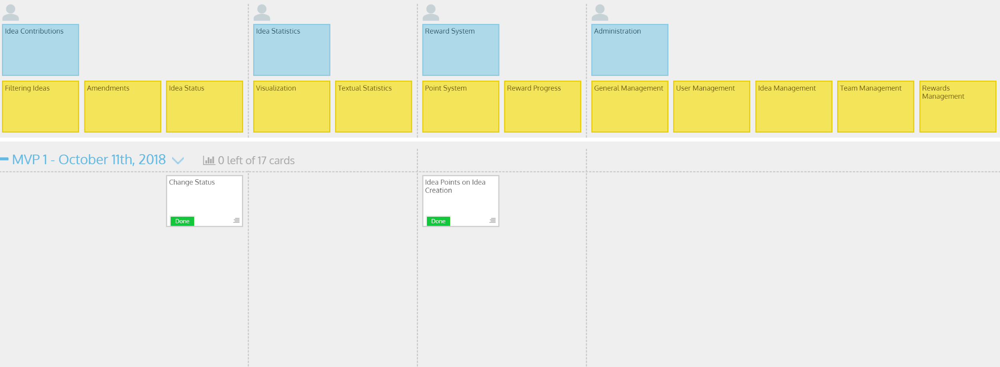 Idea Contributions
Idea Statistics
Reward System
Administration
Filtering Ideas
Amendments
Idea Status
Visualization
Textual Statistics
Point System
Reward Progress
General Management
User Management
Idea Management
Team Management
Rewards
Management
MVP 1 - October 11th, 2018
0 left of 17 cards
Change Status
Done
Idea Points on Idea
Creation
Done